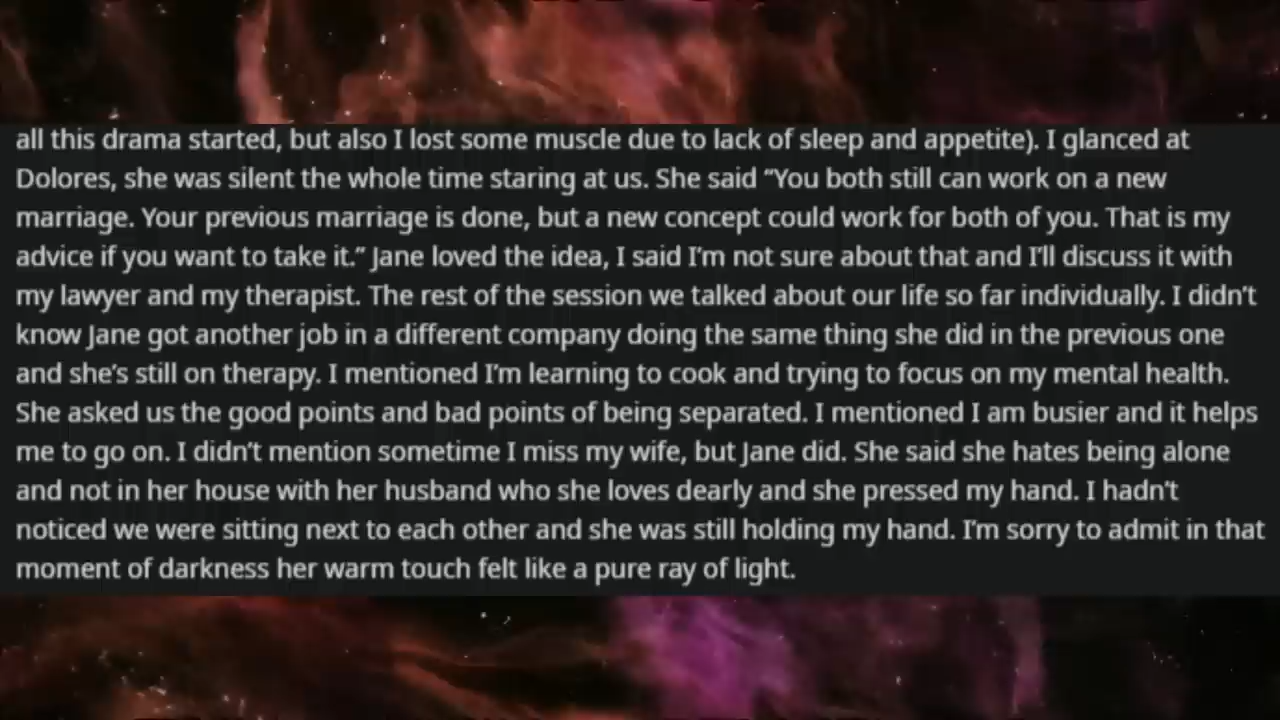 all this drama started, but also I lost some muscle due to lack of sleep and appetite). I glanced at
Dolores, she was silent the whole time staring at us. She said “You both still can work on a new
marriage. Your previous marriage is done, but a new concept could work for both of you. That is my
advice if you want to take it.” Jane loved the idea, I said I’m not sure about that and I’ll discuss it with
my lawyer and my therapist. The rest of the session we talked about our life so far individually. I didn’t
know Jane got another job in a different company doing the same thing she did in the previous one
and she’s still on therapy. I mentioned I’m learning to cook and trying to focus on my mental health.
She asked us the good points and bad points of being separated. I mentioned I am busier and it helps
me to go on. I didn’t mention sometime I miss my wife, but Jane did. She said she hates being alone
and not in her house with her husband who she loves dearly and she pressed my hand. I hadn’t
noticed we were sitting next to each other and she was still holding my hand. I’m sorry to admit in that
moment of darkness her warm touch felt like a pure ray of light.